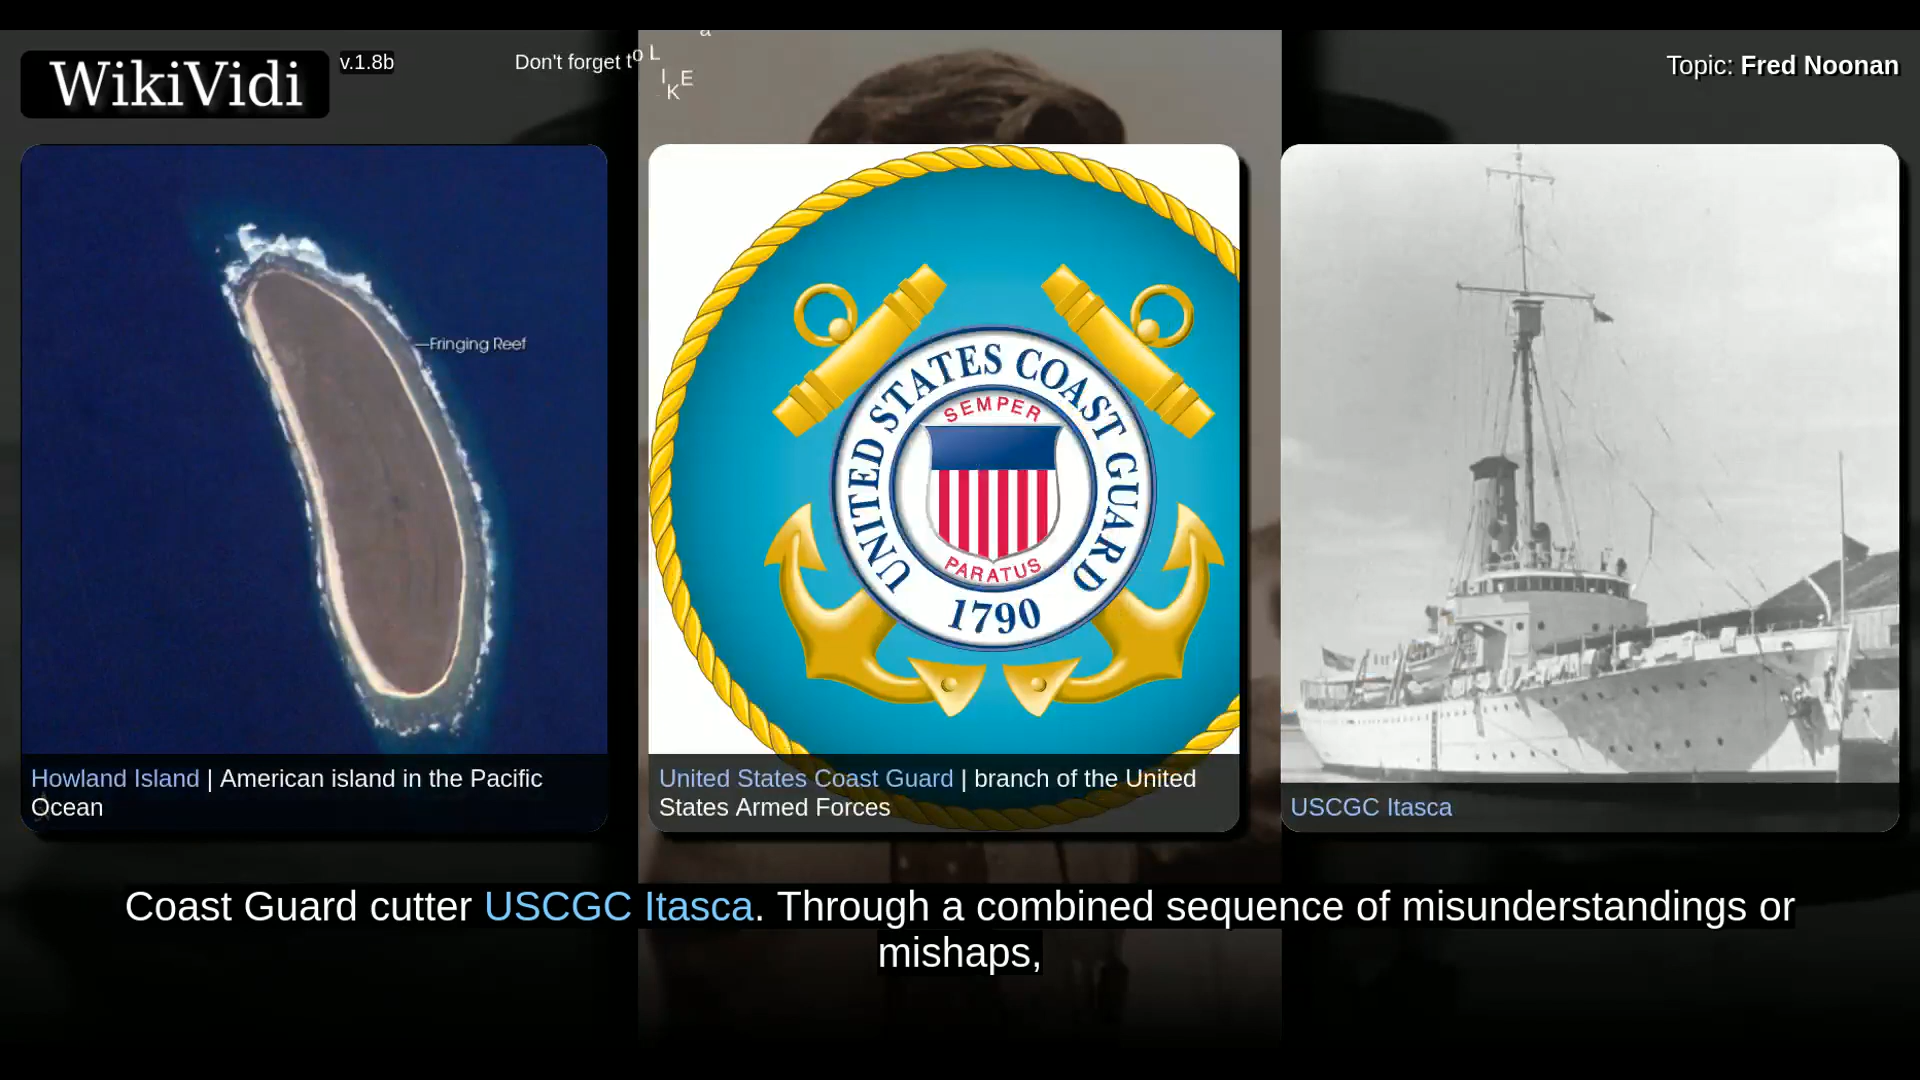 WikiVidi
v.1.8b
Don't forget to L
I K E
a
Topic: Fred Noonan
Fringing Reef
UNITED STATES COAST GUARD
SEMPER
PARATUS
1790
Howland Island | American island in the Pacific
Ocean
United States Coast Guard | branch of the United
States Armed Forces
USCGC Itasca
Coast Guard cutter USCGC Itasca. Through a combined sequence of misunderstandings or
mishaps,